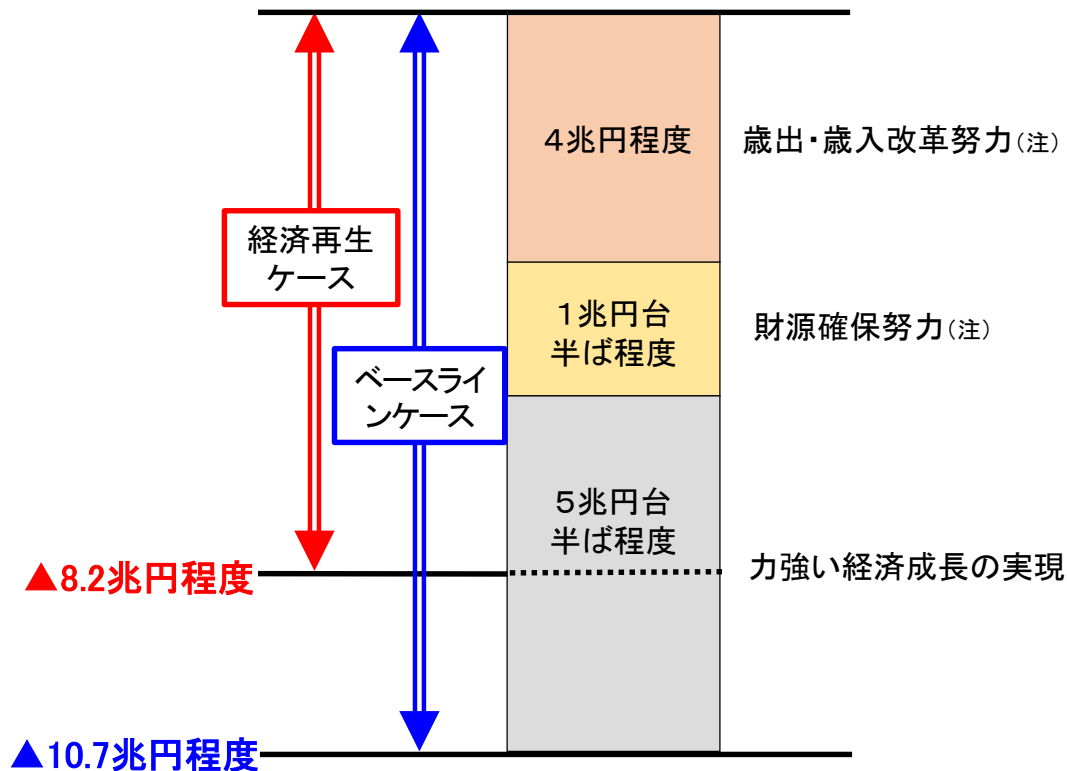 ４兆円程度
歳出・歳入改革努力(注)
経済再生
ケース
１兆円台
半ば程度
財源確保努力(注)
ベースライ
ンケース
５兆円台
半ば程度
力強い経済成長の実現
▲8.2兆円程度
▲10.7兆円程度